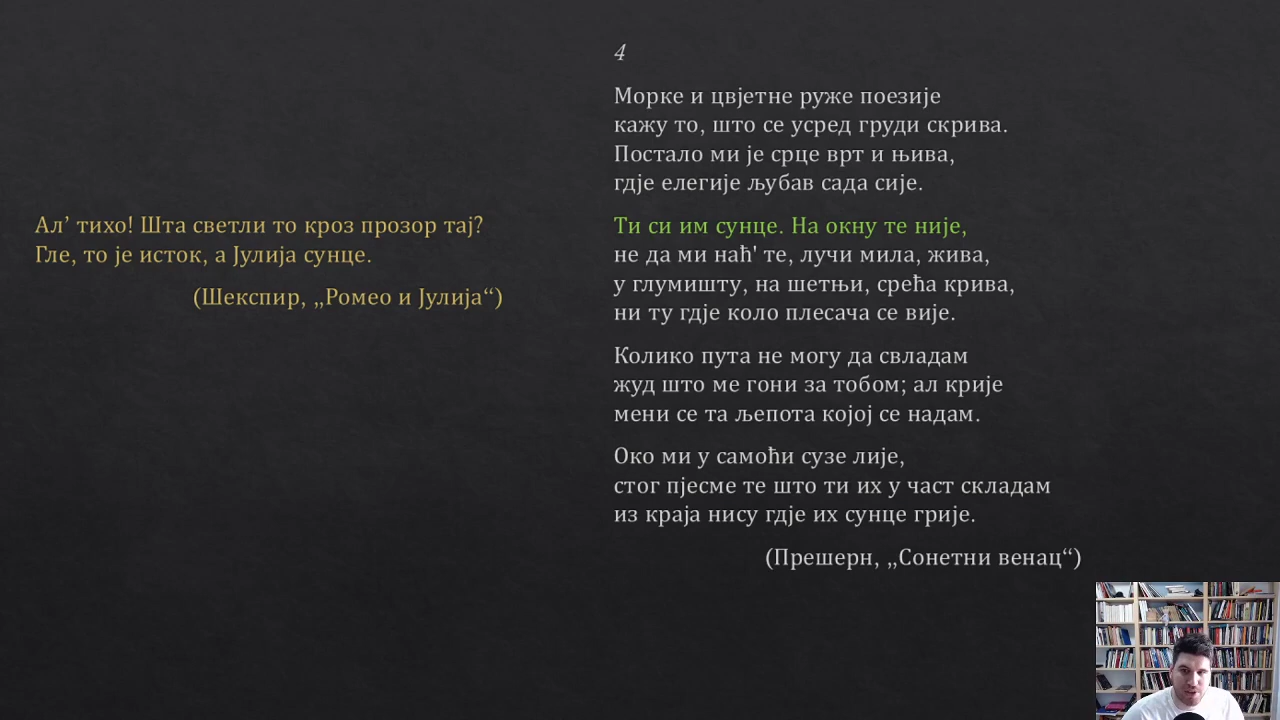 Ал’ тихо! Шта светли то кроз прозор тај?
Гле, то је исток, а Јулија сунце.
(Шекспир, „Ромео и Јулија“)
4
Морке и цвјетне руже поезије
кажу то, што се усред груди скрива.
Постало ми је срце врт и њива,
гдје елегије љубав сада сије.
Ти си им сунце. На окну те није,
не да ми наћ' те, лучи мила, жива,
у глумишту, на шетњи, срећа крива,
ни ту гдје коло плесача се вије.
Колико пута не могу да свладам
жуд што ме гони за тобом; ал крије
мени се та љепота којој се надам.
Око ми у самоћи сузе лије,
стог пјесме те што ти их у част складам
из краја нису гдје их сунце грије.
(Прешерн, „Сонетни венац“)